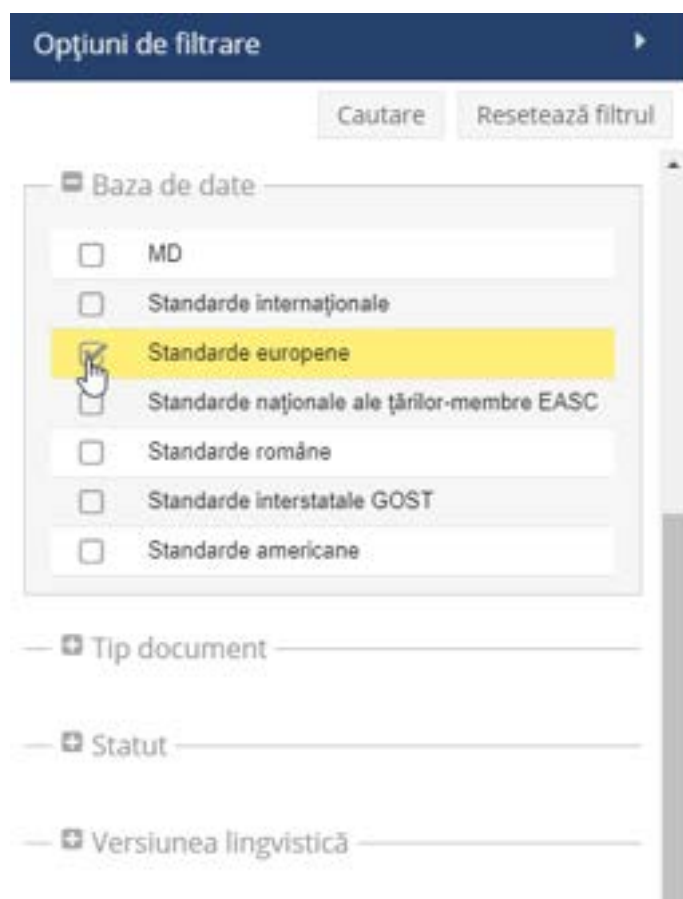 Opţiuni de filtrare
Cautare Resetează filtrul
Baza de date
MD
Standarde internaţionale
Standarde europene
Standarde naţionale ale ţărilor-membre EASC
Standarde române
Standarde interstatale GOST
Standarde americane
Tip document
Statut
Versiunea lingvistică